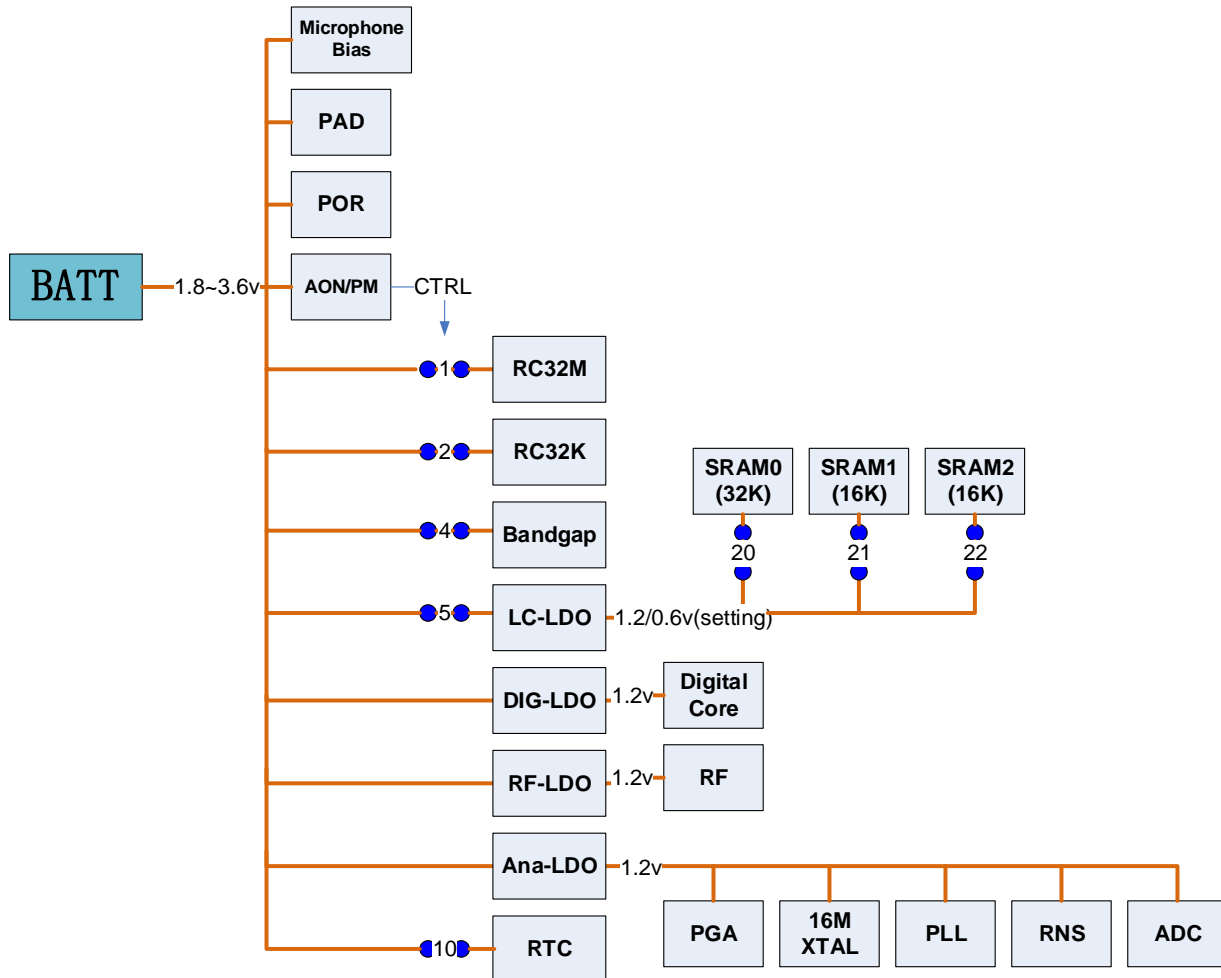 Microphone
Bias
PAD
POR
BATT
1.8~3.6v
AON/PM
CTRL
1
RC32M
2
RC32K
SRAM0
(32K)
SRAM1
(16K)
SRAM2
(16K)
20
21
22
4
Bandgap
5
LC-LDO
1.2/0.6v(setting)
DIG-LDO
1.2v
Digital
Core
RF-LDO
1.2v
RF
Ana-LDO
1.2v
PGA
16M
XTAL
PLL
RNS
ADC
10
RTC